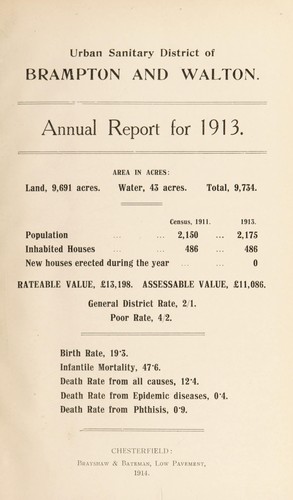 Urban Sanitary District of
BRAMPTON AND WALTON.
Annual Report for 1913.
AREA IN ACRES:
Land, 9,691 acres. Water, 43 acres. Total, 9,734.
Census, 1911. 1913.
Population ... ... 2,150 ... 2,175
Inhabited Houses ... ... 486 ... 486
New houses erected during the year ... ... 0
RATEABLE VALUE, £13,198. ASSESSABLE VALUE, £11,086.
General District Rate, 2/1.
Poor Rate, 4/2.
Birth Rate, 19·3.
Infantile Mortality, 47·6.
Death Rate from all causes, 12·4.
Death Rate from Epidemic diseases, 0·4.
Death Rate from Phthisis, 0·9.
CHESTERFIELD:
Bradshaw & Bateman, Low Pavement,
1914.